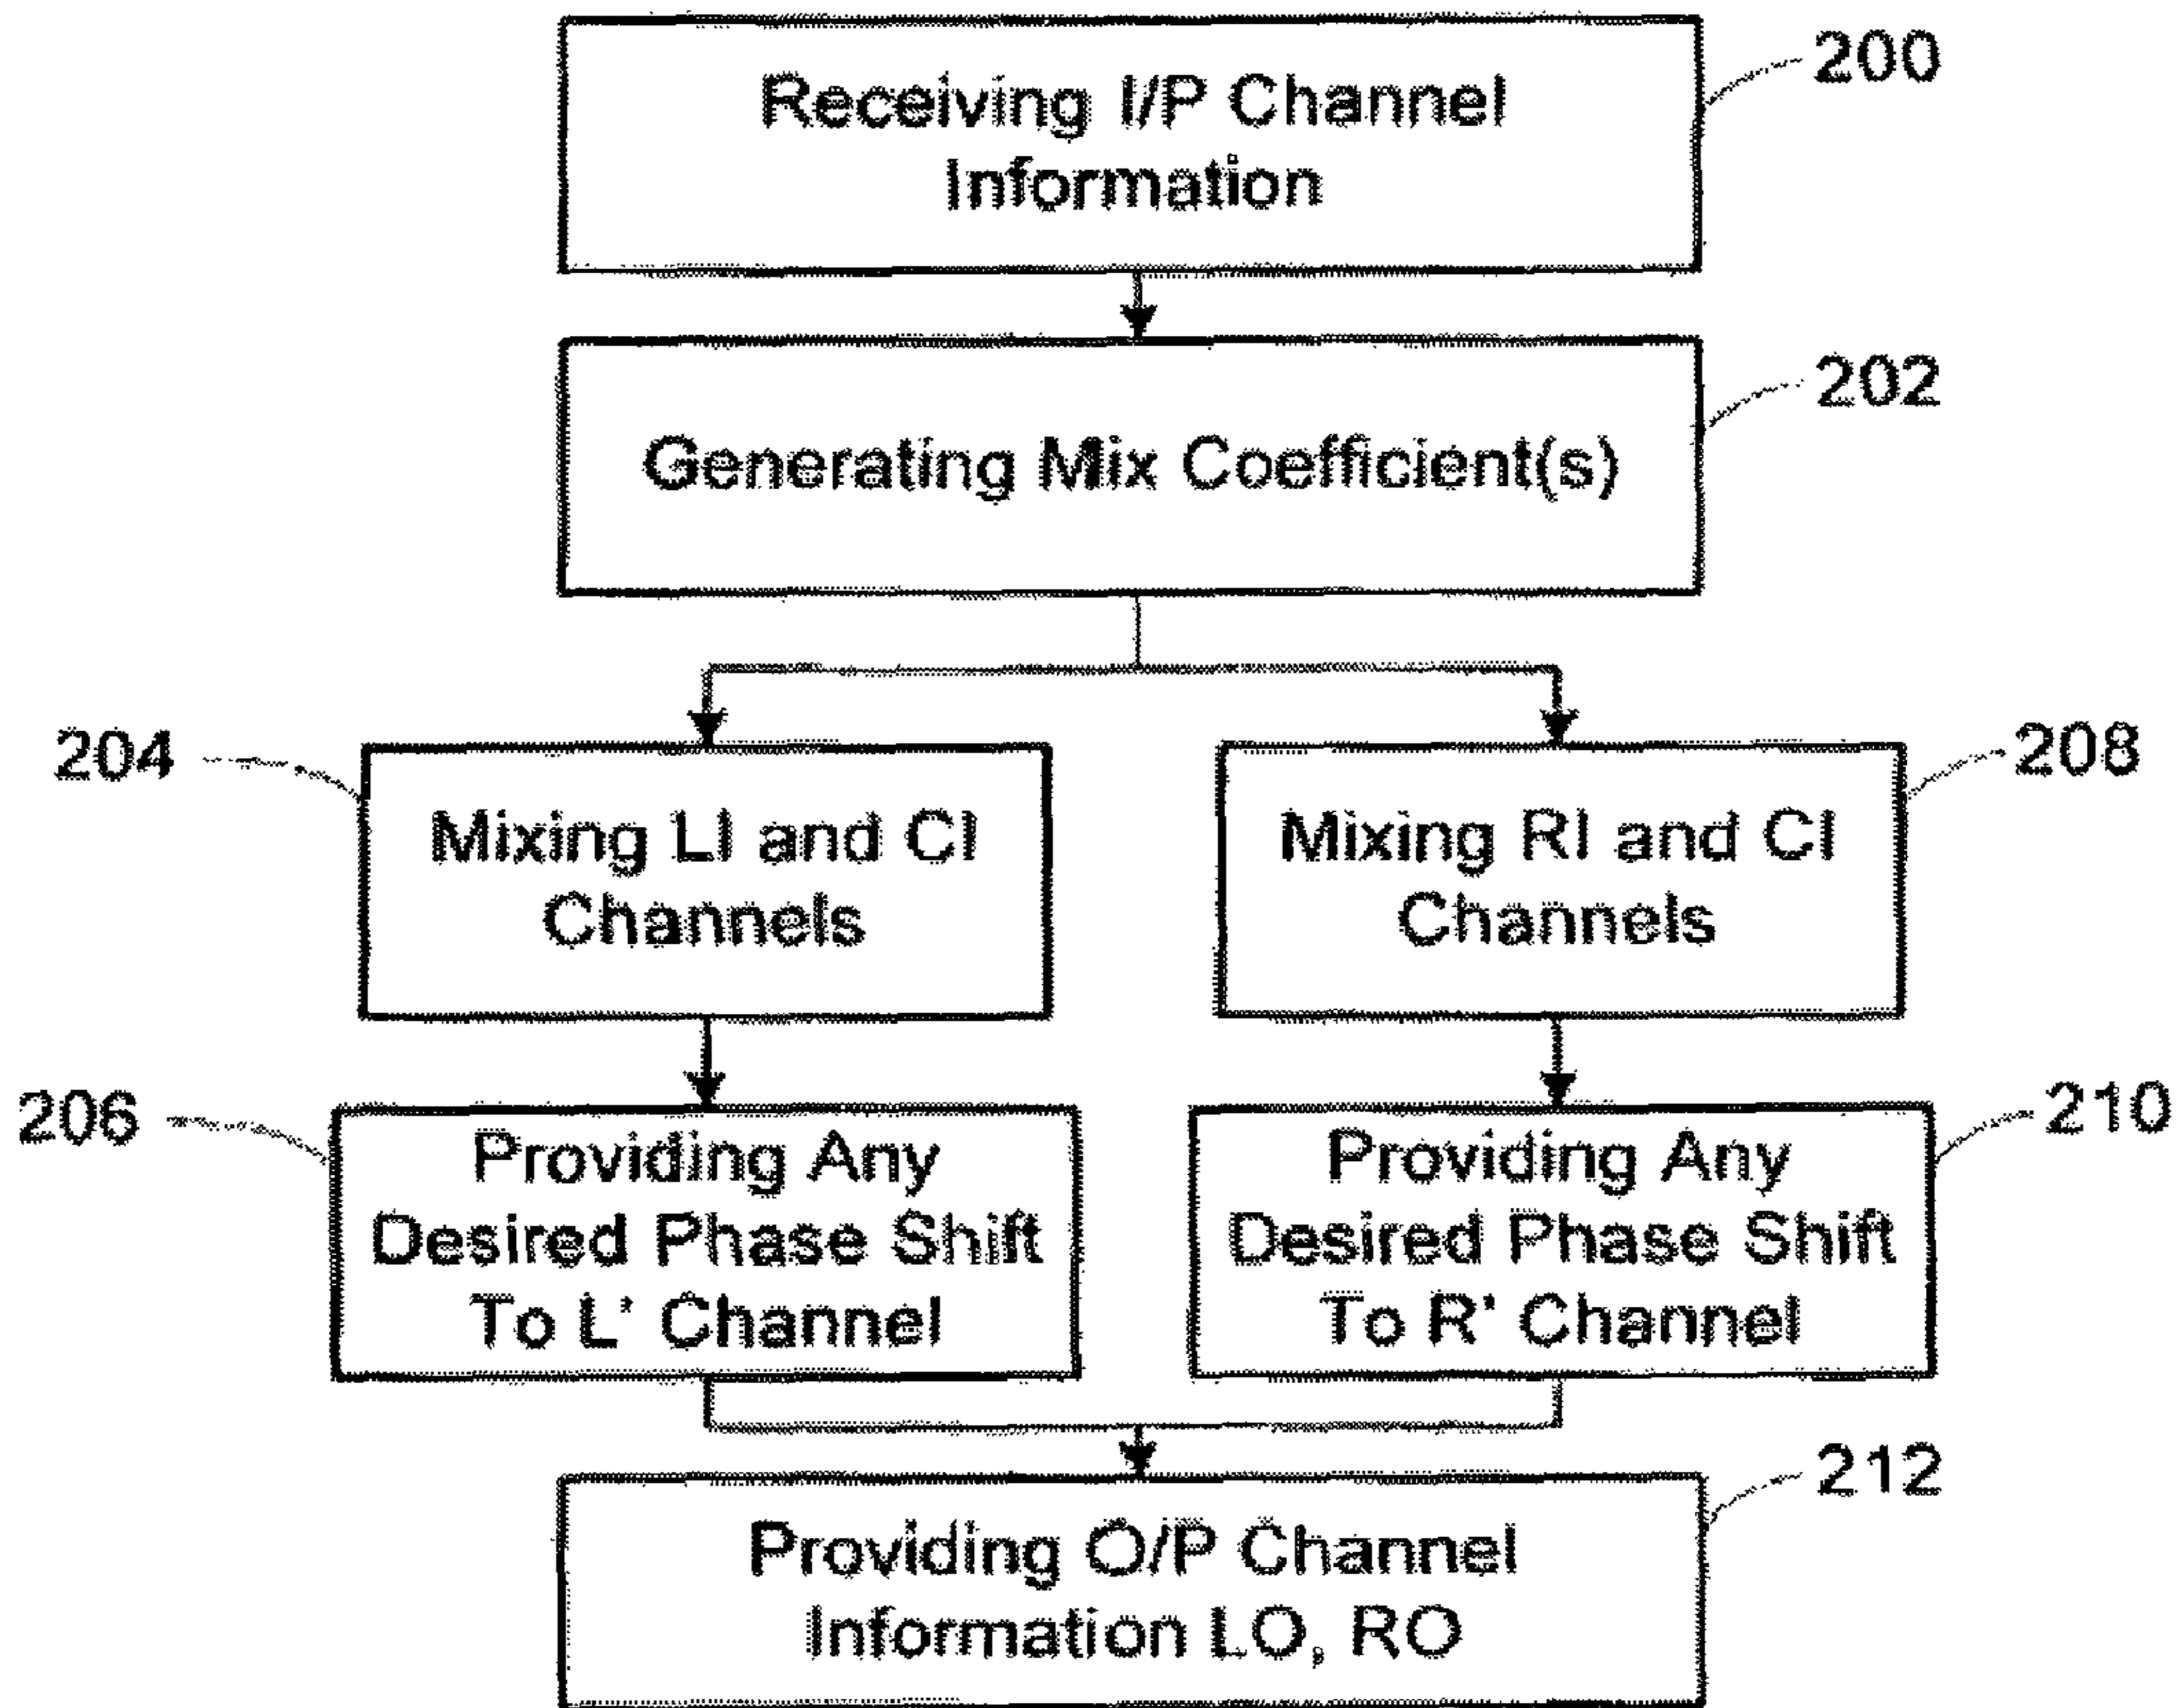 Receiving I/P Channel
Information
200
Generating Mix Coefficient(s)
202
204
Mixing LI and CI
Channels
Mixing RI and CI
Channels
208
206
Providing Any
Desired Phase Shift
To L' Channel
Providing Any
Desired Phase Shift
To R' Channel
210
Providing O/P Channel
Information LO, RO
212